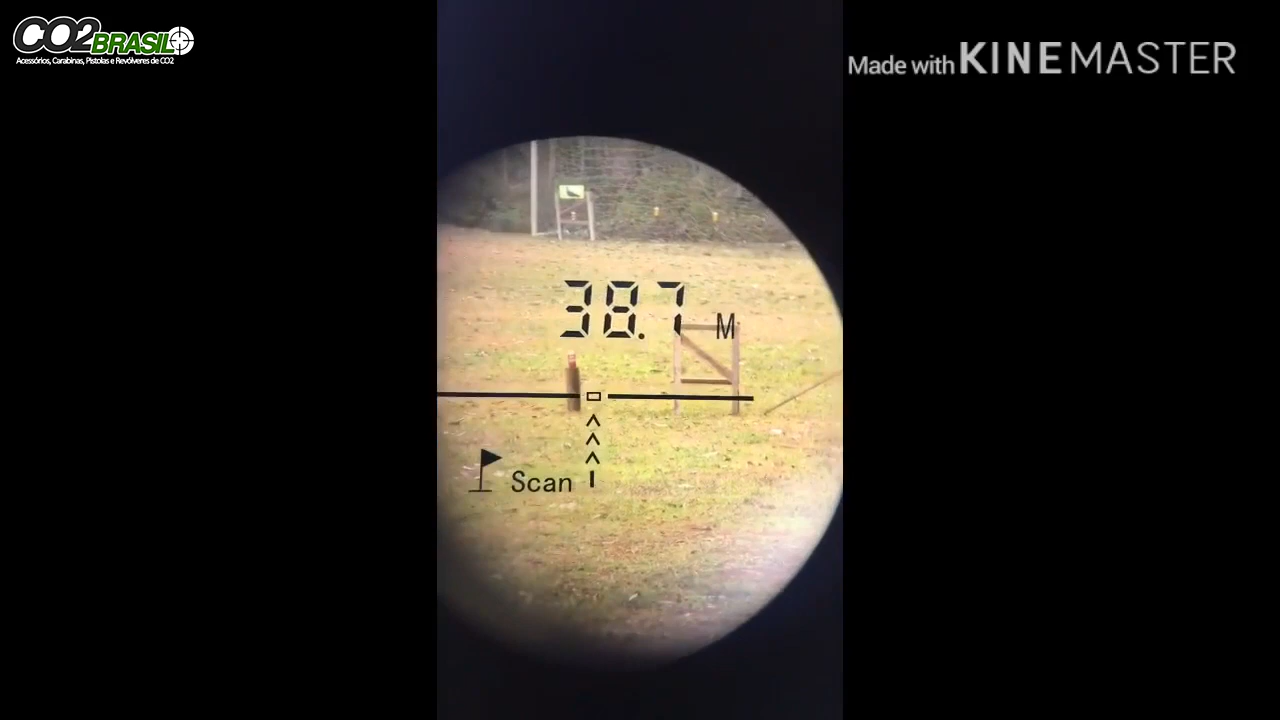 CO2BRASIL
Acessórios, Carabinas, Pistolas e Revólveres de CO2
Made with KINEMASTER
38.7 M
Scan